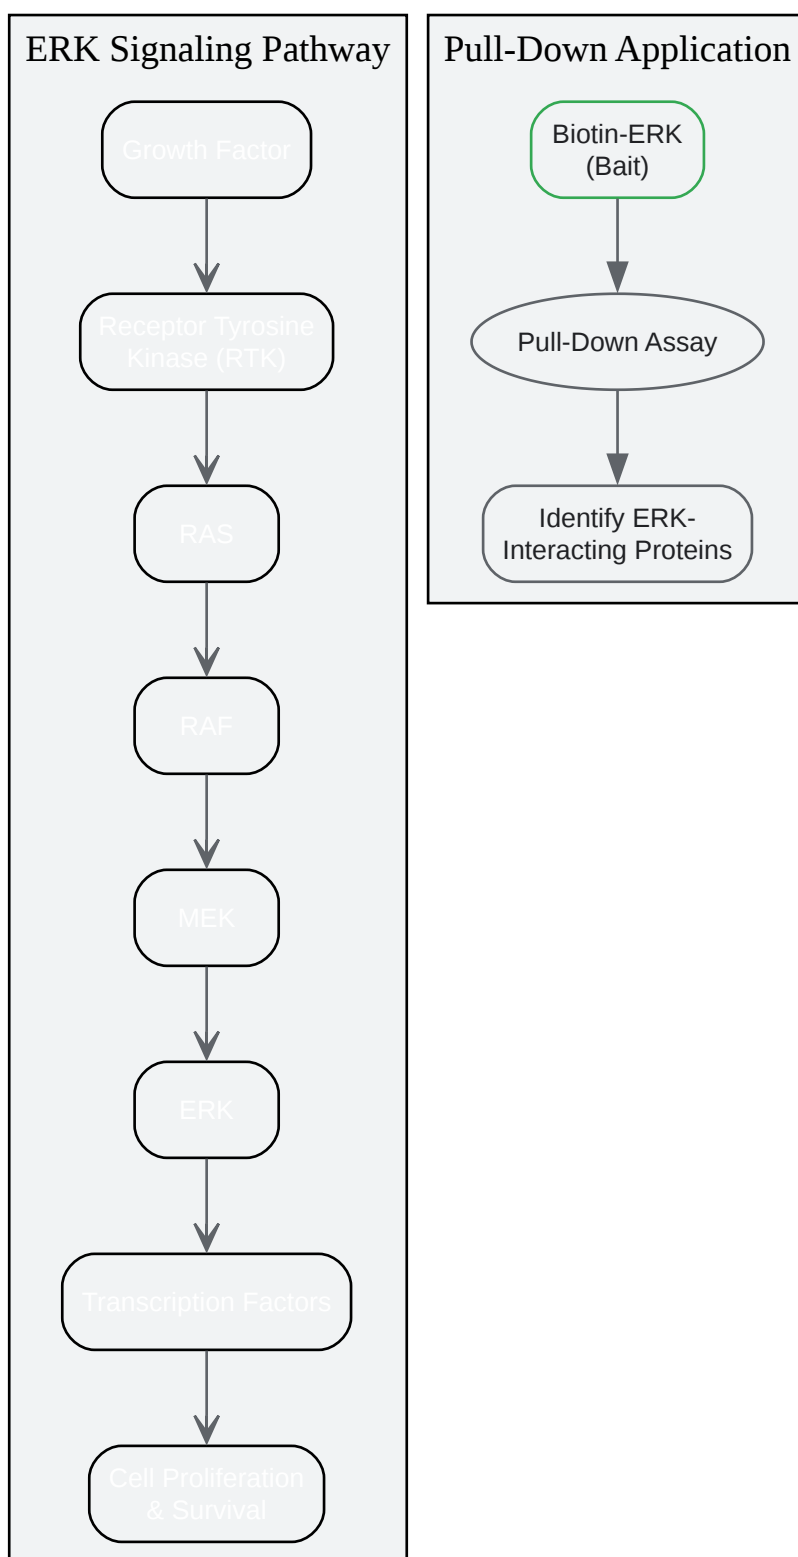 ERK Signaling Pathway
Growth Factor
Receptor Tyrosine
Kinase (RTK)
RAS
RAF
MEK
ERK
Transcription Factors
Cell Proliferation
& Survival
Pull-Down Application
Biotin-ERK
(Bait)
Pull-Down Assay
Identify ERK-
Interacting Proteins